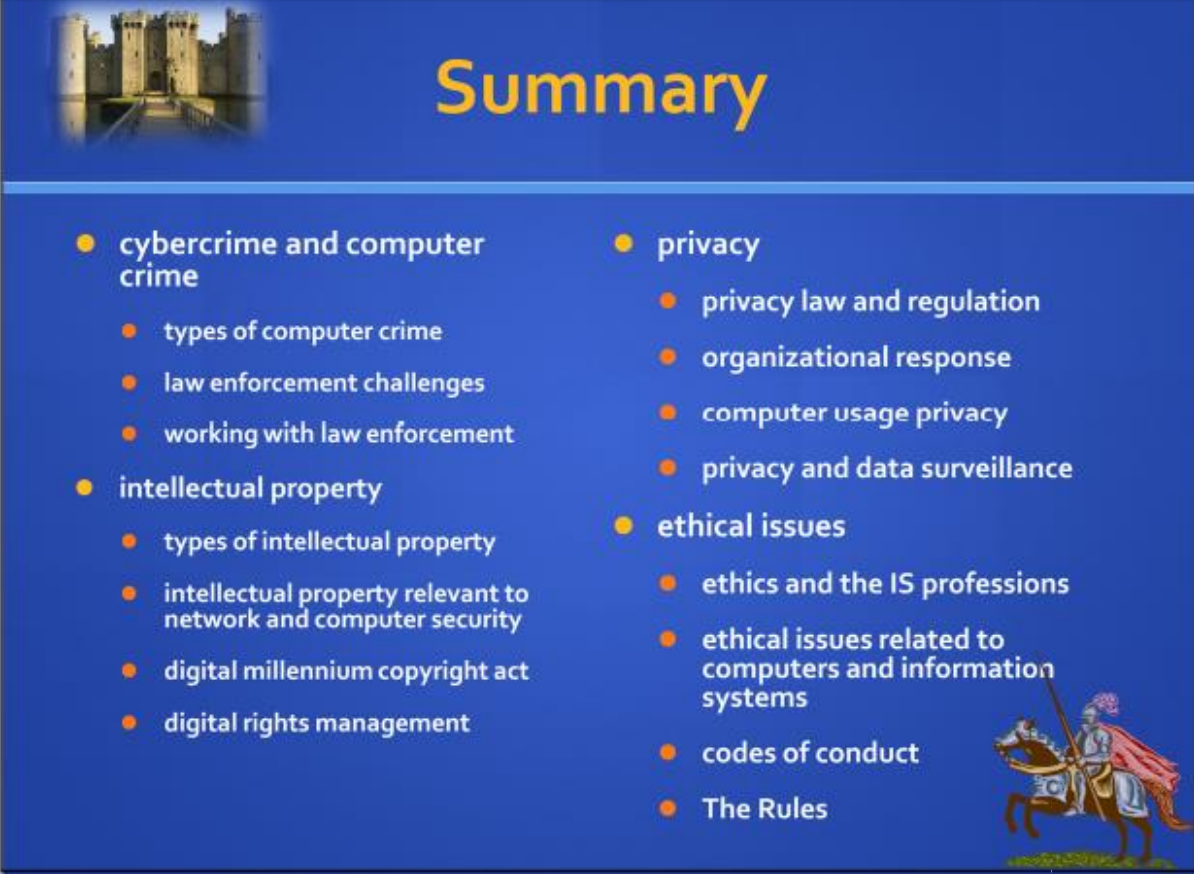 Summary
cybercrime and computer
crime
types of computer crime
law enforcement challenges
working with law enforcement
intellectual property
types of intellectual property
intellectual property relevant to
network and computer security
digital millennium copyright act
digital rights management
privacy
privacy law and regulation
organizational response
computer usage privacy
privacy and data surveillance
ethical issues
ethics and the IS professions
ethical issues related to
computers and information
systems
codes of conduct
The Rules